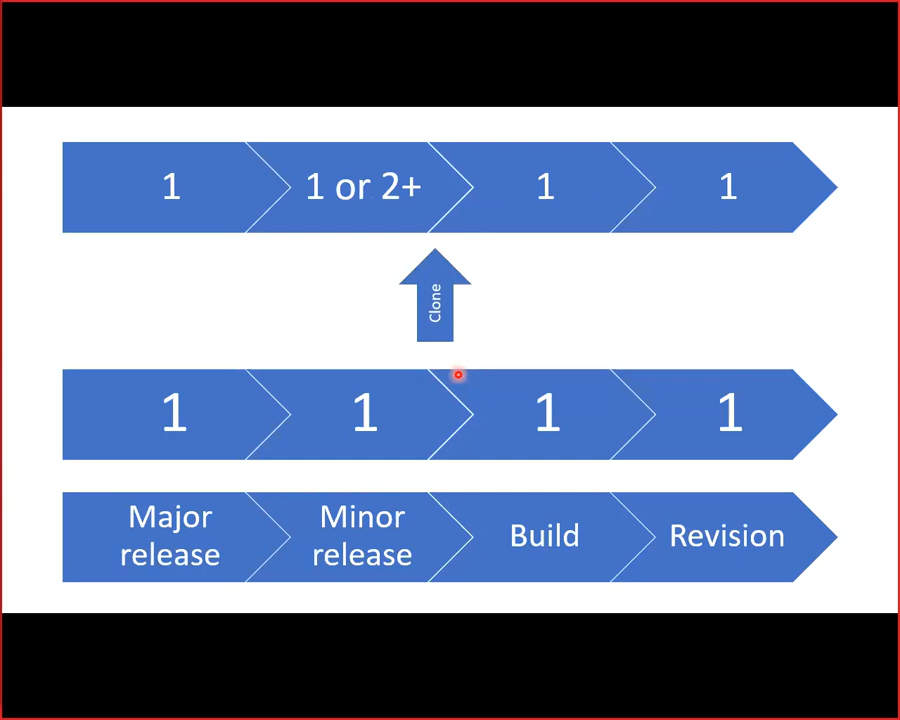 1
1 or 2+
1
1
Clone
1
1
1
1
Major
release
Minor
release
Build
Revision